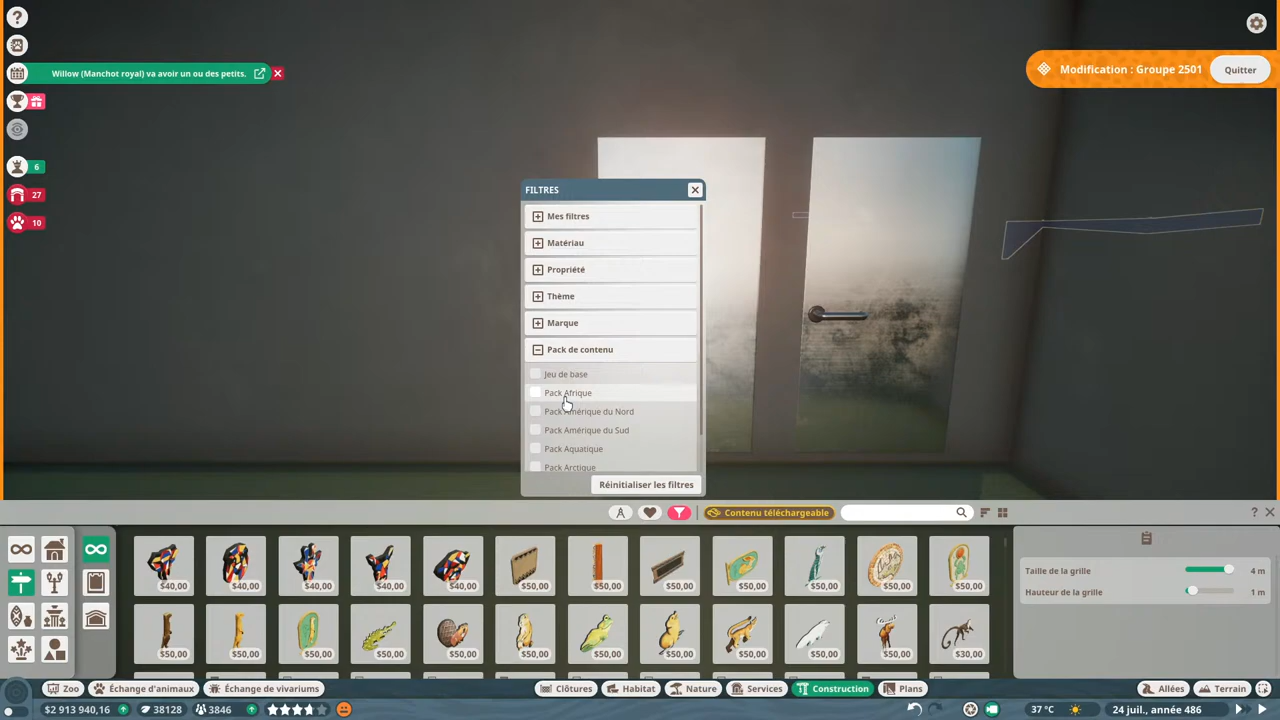 ?
Willow (Manchot royal) va avoir un ou des petits.
6
27
10
Modification : Groupe 2501
Quitter
FILTRES
Mes filtres
Matériau
Propriété
Thème
Marque
Pack de contenu
Jeu de base
Pack Afrique
Pack Amérique du Nord
Pack Amérique du Sud
Pack Aquatique
Pack Arctique
Réinitialiser les filtres
Contenu téléchargeable
?
$40,00 $40,00 $40,00 $40,00 $40,00 $50,00 $50,00 $50,00 $50,00 $50,00 $50,00 $50,00
$50,00 $50,00 $50,00 $50,00 $50,00 $50,00 $50,00 $50,00 $50,00 $50,00 $50,00 $30,00
Taille de la grille 4 m
Hauteur de la grille 1 m
Zoo Échange d'animaux Échange de vivariums Clôtures Habitat Nature Services Construction Plans Allées Terrain
$2 913 940,16 38128 3846 37 °C 24 juil., année 486